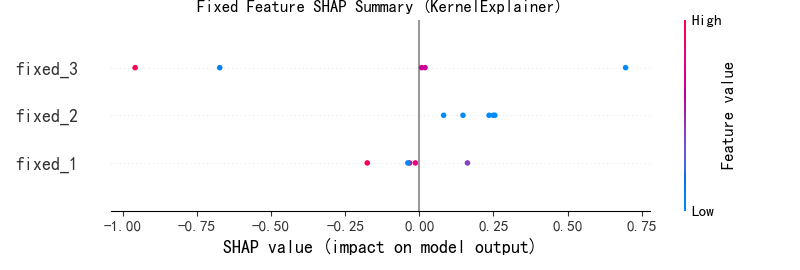 Fixed Feature SHAP Summary (KernelExplainer)
High
fixed_3
fixed_2
fixed_1
Feature value
Low
-1.00 -0.75 -0.50 -0.25 0.00 0.25 0.50 0.75
SHAP value (impact on model output)